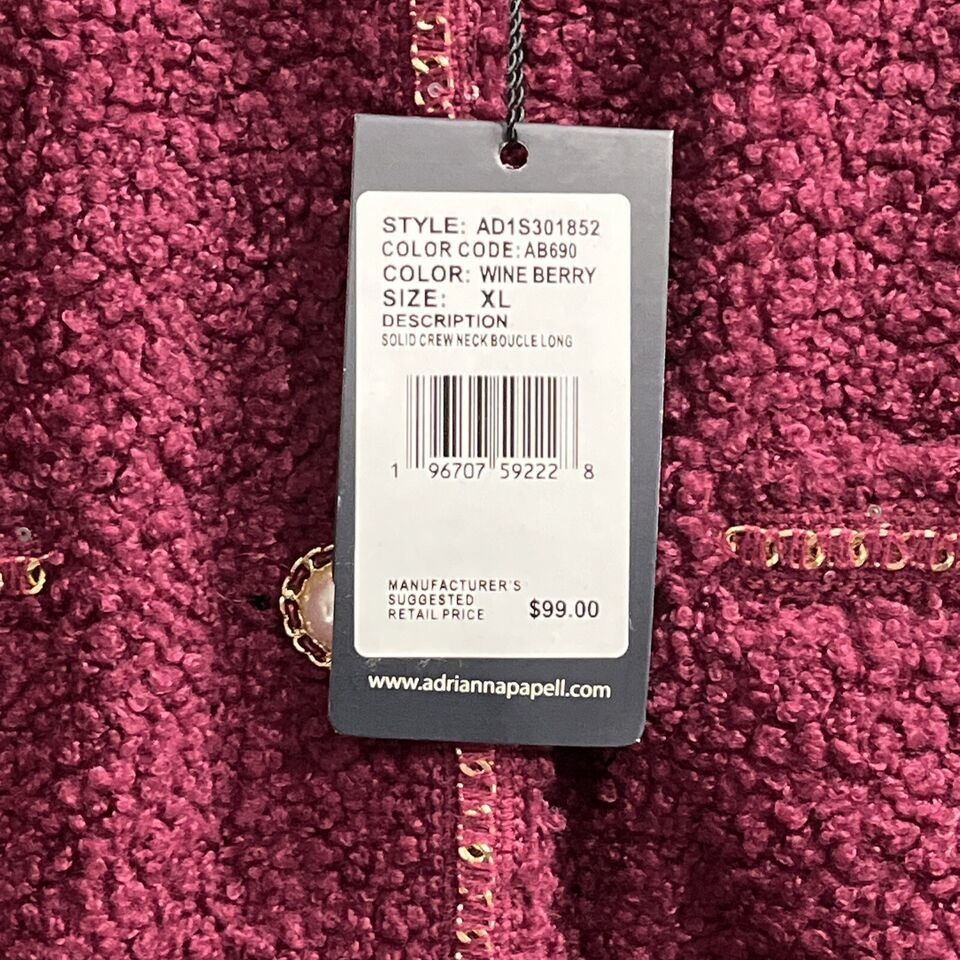 STYLE: AD1S301852
COLOR CODE: AB690
COLOR: WINE BERRY
SIZE: XL
DESCRIPTION
SOLID CREW NECK BOUCLE LONG
1 96707 59222 8
MANUFACTURER'S
SUGGESTED
RETAIL PRICE $99.00
www.adriannapapell.com